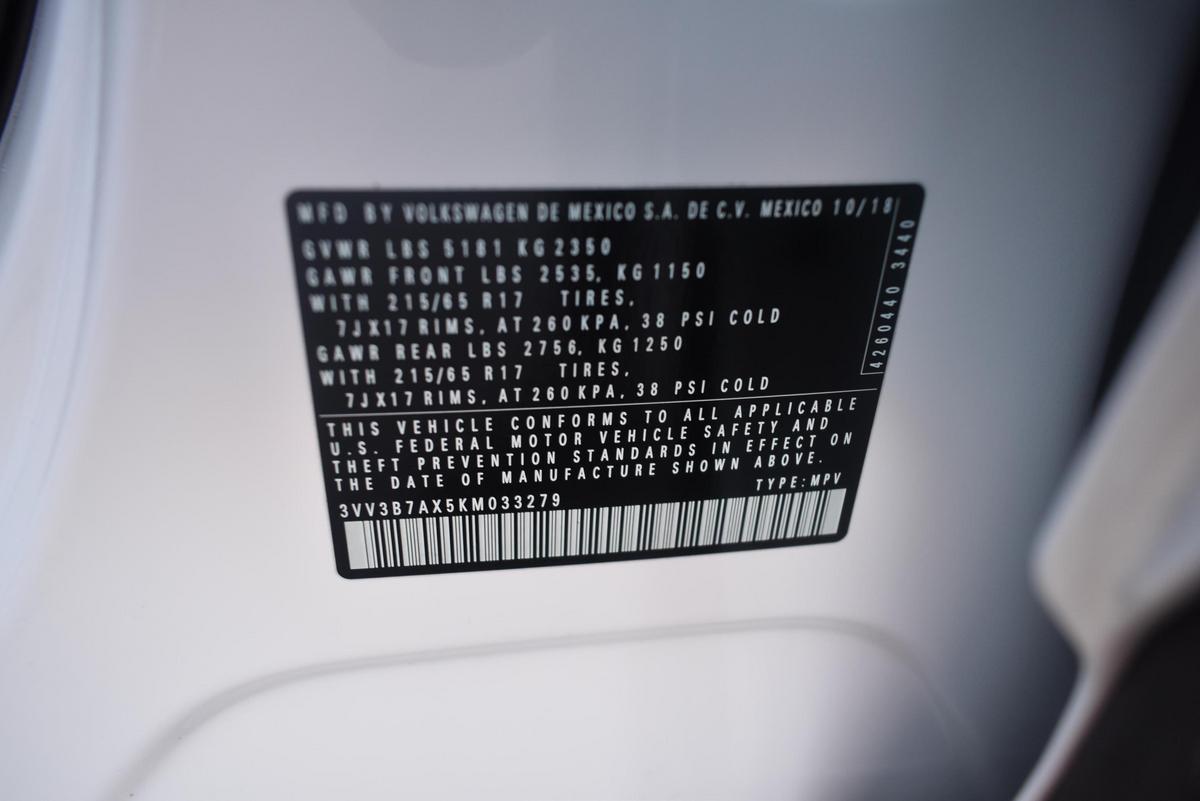 MFD BY VOLKSWAGEN DE MEXICO S.A. DE C.V. MEXICO 10/18
GVWR LBS 5181 KG 2350
GAWR FRONT LBS 2535, KG 1150
WITH 215/65 R17 TIRES,
7JX17 RIMS, AT 260 KPA, 38 PSI COLD
GAWR REAR LBS 2756, KG 1250
WITH 215/65 R17 TIRES,
7JX17 RIMS, AT 260 KPA, 38 PSI COLD
4260440 3440
THIS VEHICLE CONFORMS TO ALL APPLICABLE
U.S. FEDERAL MOTOR VEHICLE SAFETY AND
THEFT PREVENTION STANDARDS IN EFFECT ON
THE DATE OF MANUFACTURE SHOWN ABOVE.
TYPE:MPV
3VV3B7AX5KM033279